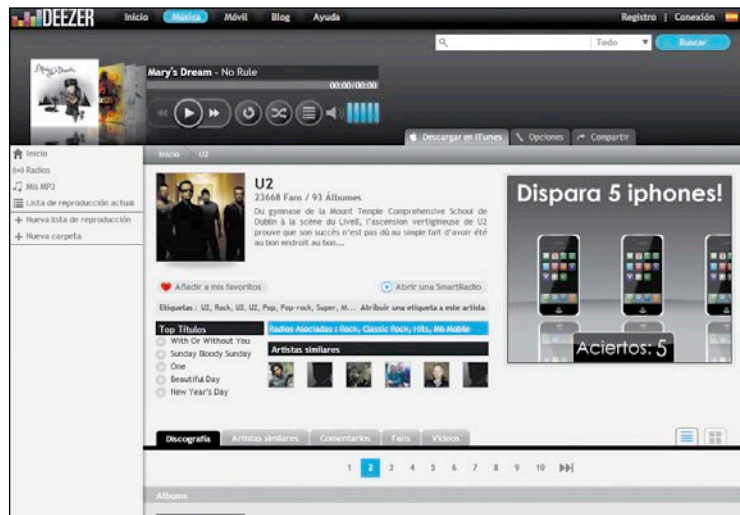 DEEZER Inicio Música Móvil Blog Ayuda Registro | Conexión
Todo Buscar
Mary's Dream - No Rule
00:00/00:00
Descargar en iTunes Opciones Compartir
Inicio
Radios
Mis MP3
Lista de reproducción actual
+ Nueva lista de reproducción
+ Nueva carpeta
Inicio U2
U2
23668 Fans / 93 Álbumes
Du gymnase de la Mount Temple Comprehensive School de
Dublin à la scène du Live8, l'ascension vertigineuse de U2
prouve que son succès n'est pas dû au simple fait d'avoir été
au bon endroit au bon...
Añadir a mis favoritos Abrir una SmartRadio
Etiquetas : U2, Rock, U2, U2, Pop, Pop-rock, Super, M... Atribuir una etiqueta a este artista
Top Títulos
With Or Without You
Sunday Bloody Sunday
One
Beautiful Day
New Year's Day
Radios Asociadas : Rock, Classic Rock, Hits, M6 Mobile
Artistas similares
Dispara 5 iphones!
Aciertos: 5
Discografía Artistas similares Comentarios Fans Vídeos
1 2 3 4 5 6 7 8 9 10
Albums